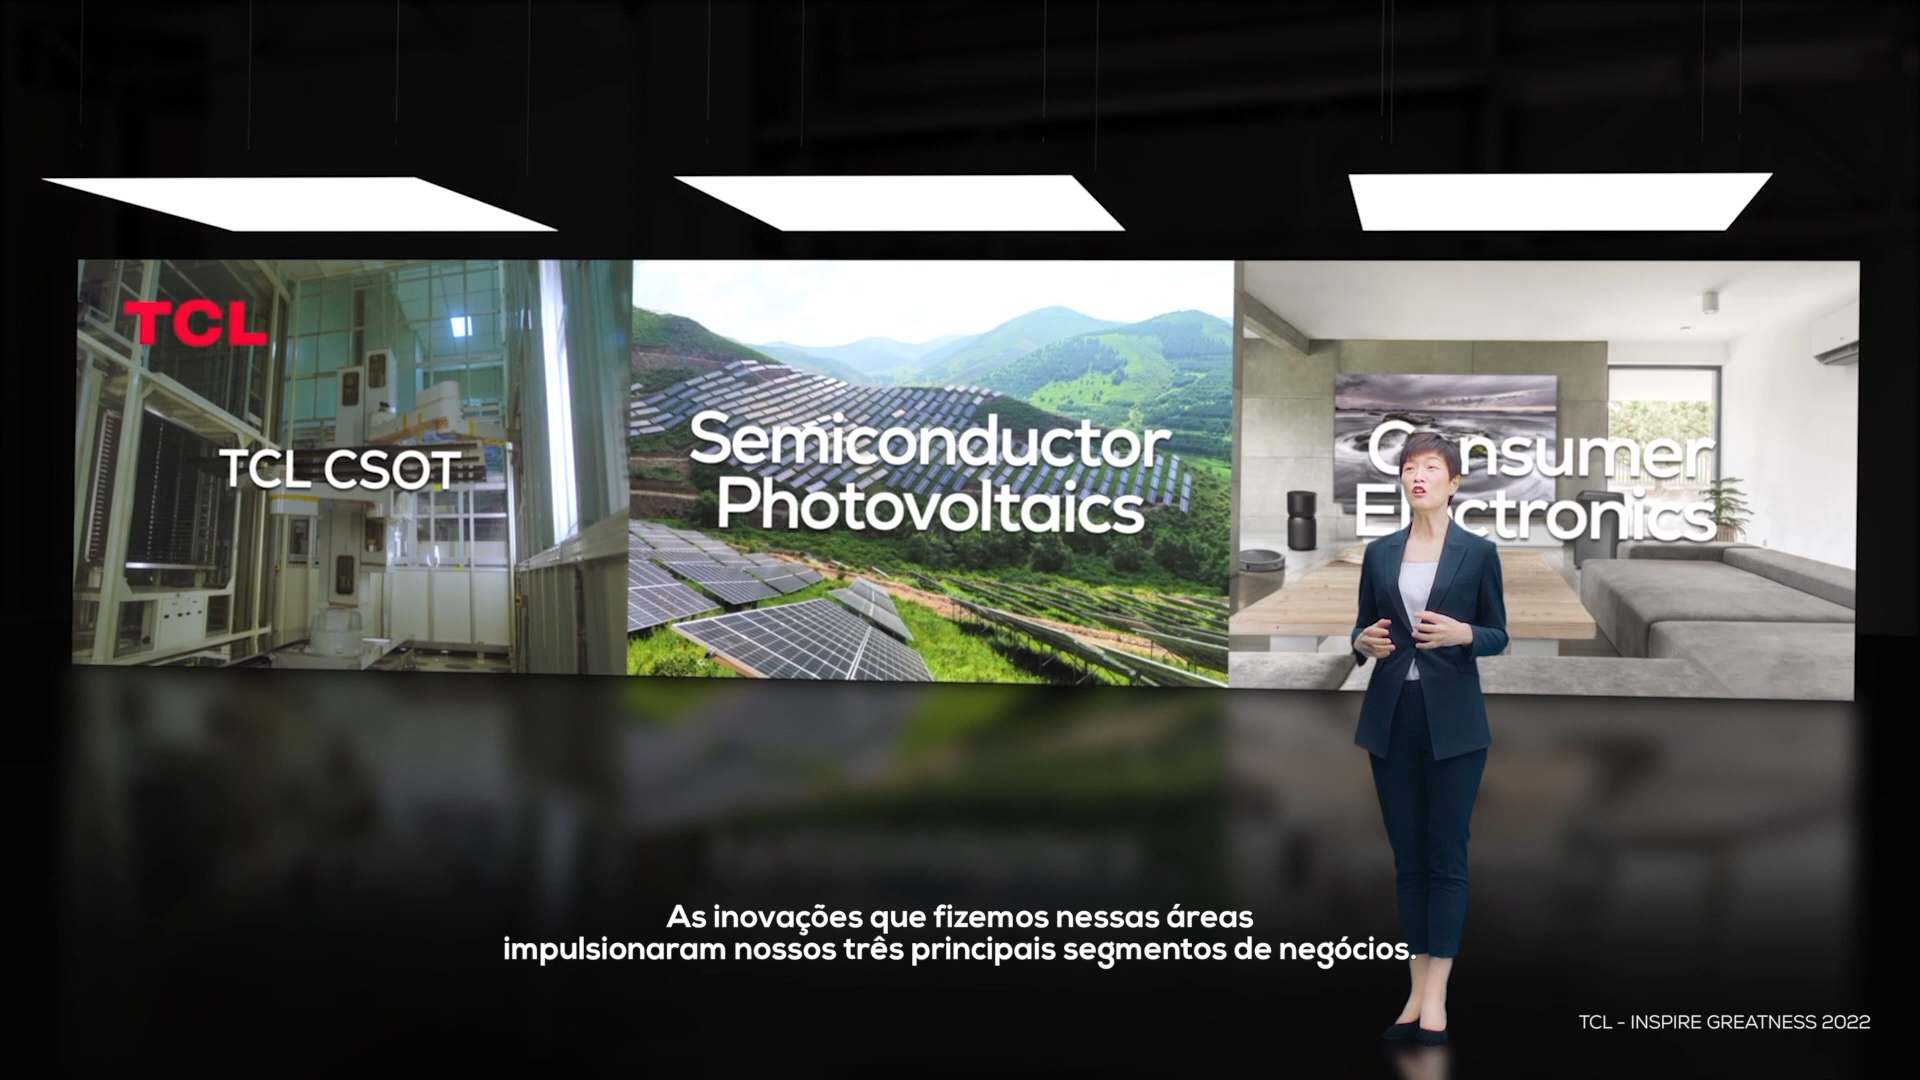 TCL
TCL CSOT
Semiconductor
Photovoltaics
Consumer
Electronics
As inovações que fizemos nessas áreas
impulsionaram nossos três principais segmentos de negócios.
TCL - INSPIRE GREATNESS 2022